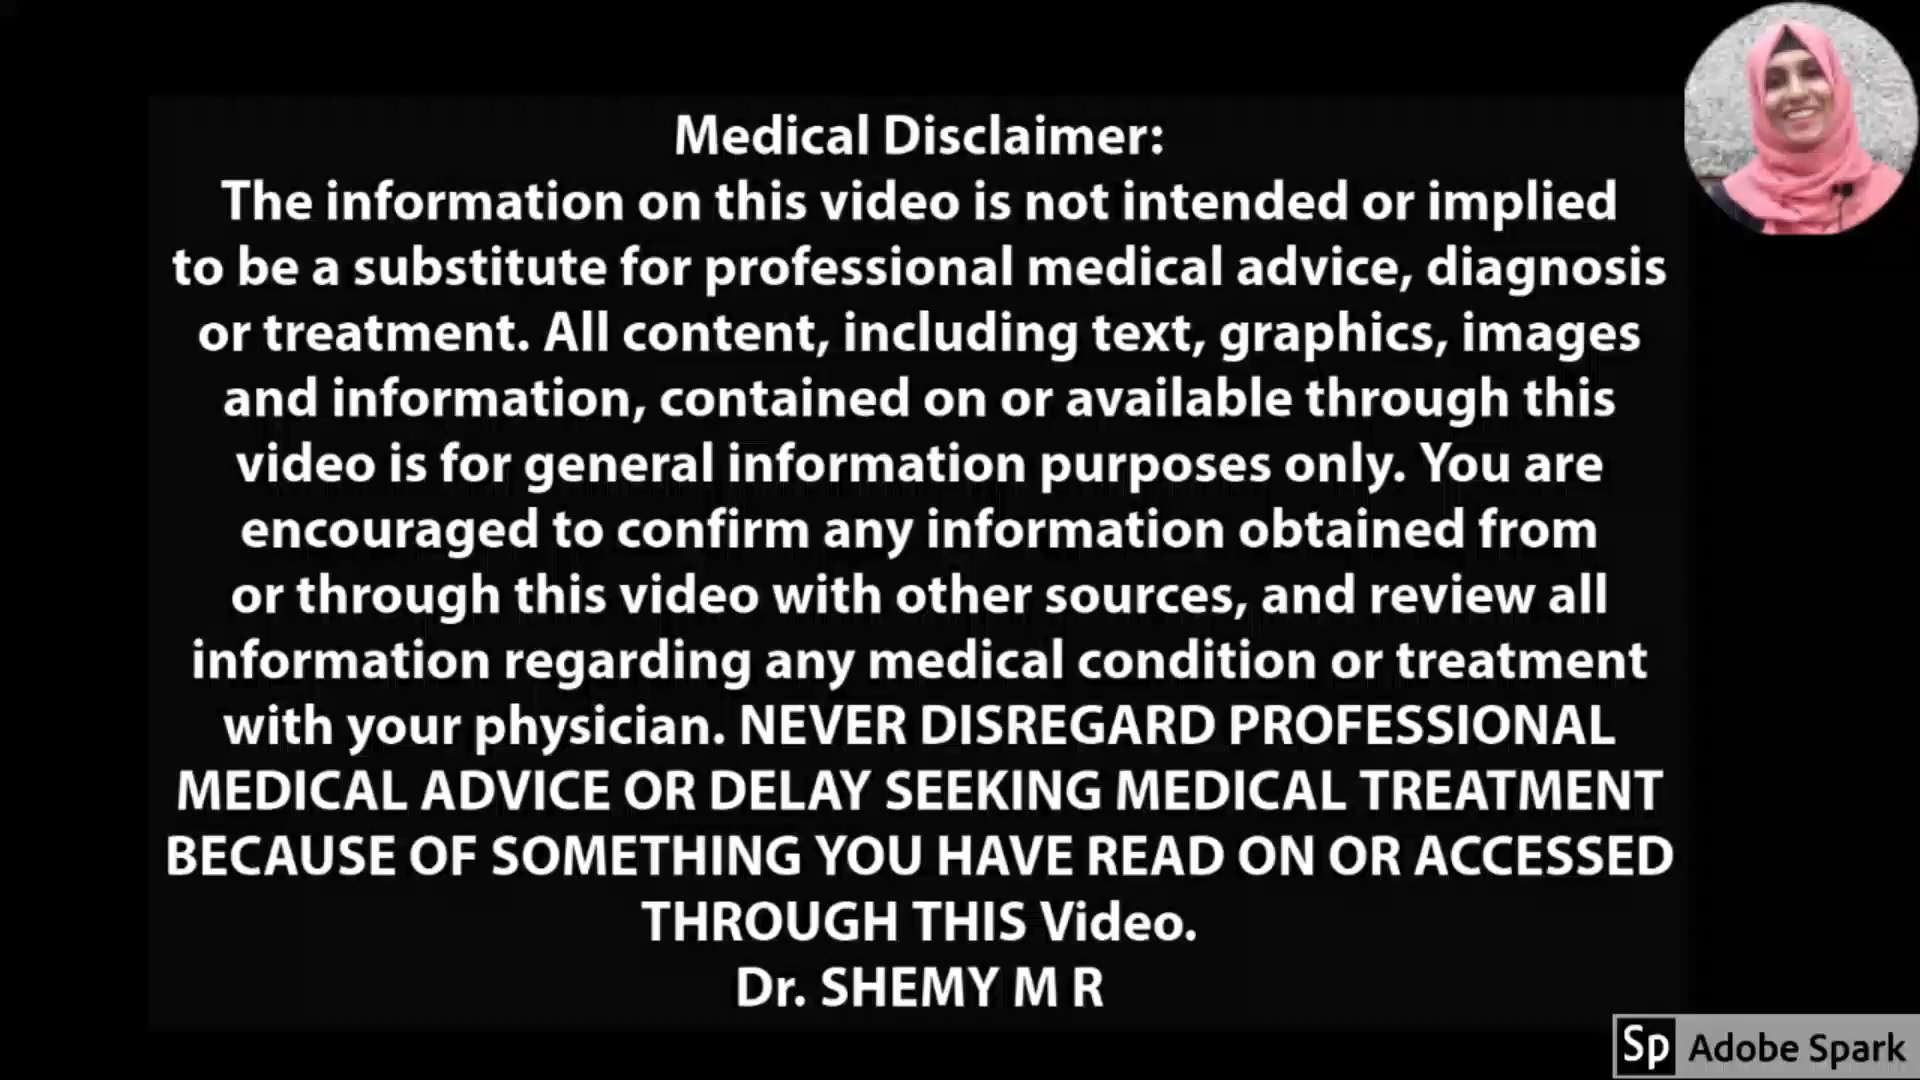 Medical Disclaimer:
The information on this video is not intended or implied
to be a substitute for professional medical advice, diagnosis
or treatment. All content, including text, graphics, images
and information, contained on or available through this
video is for general information purposes only. You are
encouraged to confirm any information obtained from
or through this video with other sources, and review all
information regarding any medical condition or treatment
with your physician. NEVER DISREGARD PROFESSIONAL
MEDICAL ADVICE OR DELAY SEEKING MEDICAL TREATMENT
BECAUSE OF SOMETHING YOU HAVE READ ON OR ACCESSED
THROUGH THIS Video.
Dr. SHEMY M R
Sp Adobe Spark